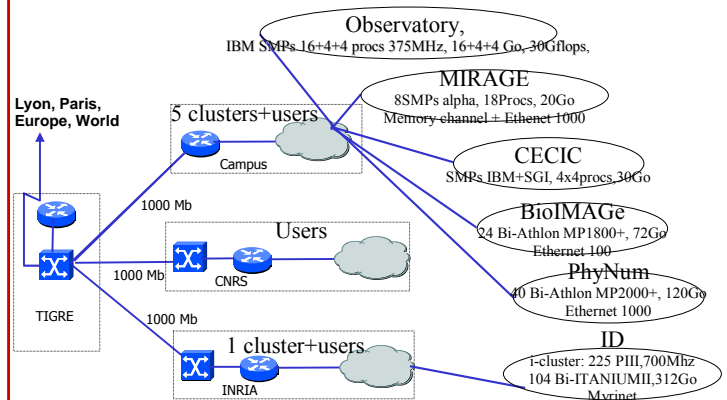 Observatory,
IBM SMPs 16+4+4 procs 375MHz, 16+4+4 Go, 30Gflops,
MIRAGE
8SMPs alpha, 18Procs, 20Go
Memory channel + Ethenet 1000
Lyon, Paris,
Europe, World
5 clusters+users
Campus
CECIC
SMPs IBM+SGI, 4x4procs,30Go
1000 Mb
BioIMAGe
24 Bi-Athlon MP1800+, 72Go
Ethernet 100
Users
1000 Mb
CNRS
PhyNum
40 Bi-Athlon MP2000+, 120Go
Ethernet 1000
TIGRE
1000 Mb
1 cluster+users
INRIA
ID
i-cluster: 225 PIII,700Mhz
104 Bi-ITANIUMII,312Go
Myrinet